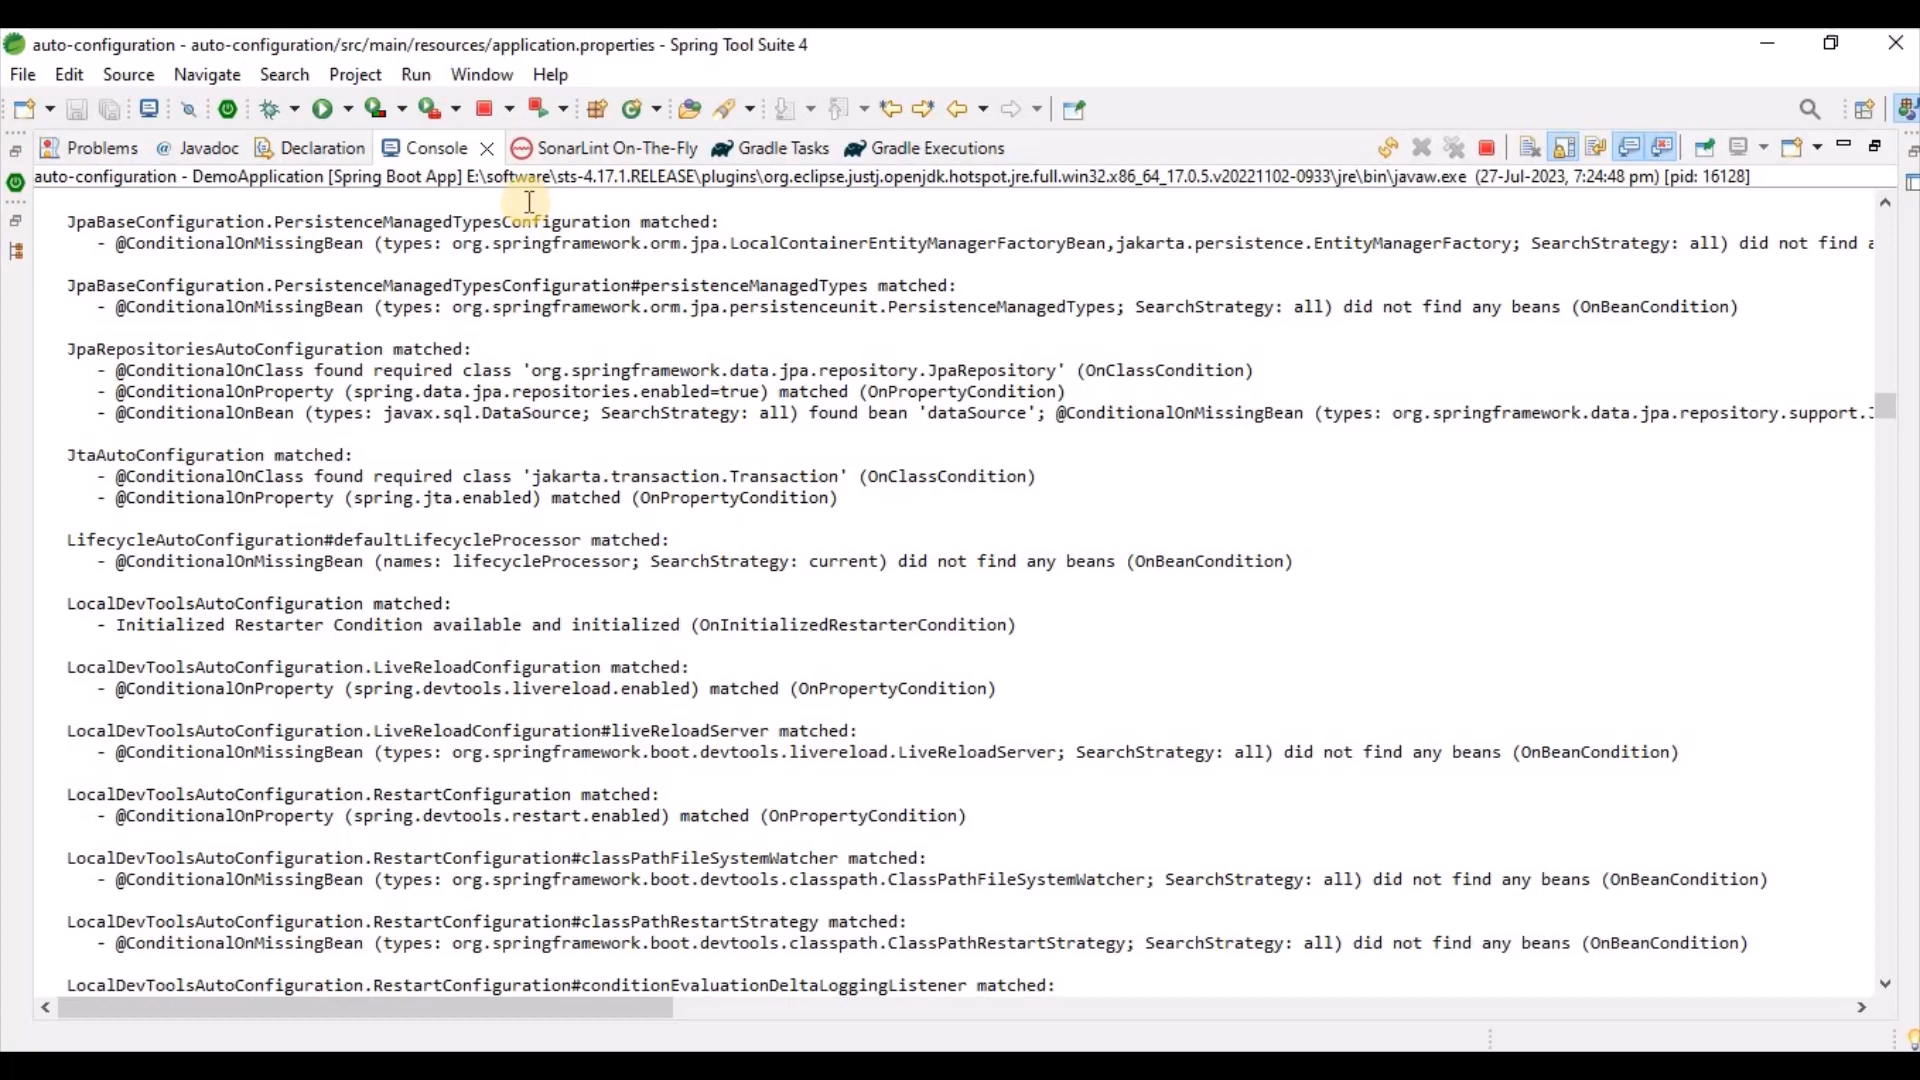 auto-configuration - auto-configuration/src/main/resources/application.properties - Spring Tool Suite 4
File Edit Source Navigate Search Project Run Window Help
Problems @ Javadoc Declaration Console SonarLint On-The-Fly Gradle Tasks Gradle Executions
auto-configuration - DemoApplication [Spring Boot App] E:\software\sts-4.17.1.RELEASE\plugins\org.eclipse.justj.openjdk.hotspot.jre.full.win32.x86_64_17.0.5.v20221102-0933\jre\bin\javaw.exe (27-Jul-2023, 7:24:48 pm) [pid: 16128]
JpaBaseConfiguration.PersistenceManagedTypesConfiguration matched:
- @ConditionalOnMissingBean (types: org.springframework.orm.jpa.LocalContainerEntityManagerFactoryBean,jakarta.persistence.EntityManagerFactory; SearchStrategy: all) did not find a
JpaBaseConfiguration.PersistenceManagedTypesConfiguration#persistenceManagedTypes matched:
- @ConditionalOnMissingBean (types: org.springframework.orm.jpa.persistenceunit.PersistenceManagedTypes; SearchStrategy: all) did not find any beans (OnBeanCondition)
JpaRepositoriesAutoConfiguration matched:
- @ConditionalOnClass found required class 'org.springframework.data.jpa.repository.JpaRepository' (OnClassCondition)
- @ConditionalOnProperty (spring.data.jpa.repositories.enabled=true) matched (OnPropertyCondition)
- @ConditionalOnBean (types: javax.sql.DataSource; SearchStrategy: all) found bean 'dataSource'; @ConditionalOnMissingBean (types: org.springframework.data.jpa.repository.support.
JtaAutoConfiguration matched:
- @ConditionalOnClass found required class 'jakarta.transaction.Transaction' (OnClassCondition)
- @ConditionalOnProperty (spring.jta.enabled) matched (OnPropertyCondition)
LifecycleAutoConfiguration#defaultLifecycleProcessor matched:
- @ConditionalOnMissingBean (names: lifecycleProcessor; SearchStrategy: current) did not find any beans (OnBeanCondition)
LocalDevToolsAutoConfiguration matched:
- Initialized Restarter Condition available and initialized (OnInitializedRestarterCondition)
LocalDevToolsAutoConfiguration.LiveReloadConfiguration matched:
- @ConditionalOnProperty (spring.devtools.livereload.enabled) matched (OnPropertyCondition)
LocalDevToolsAutoConfiguration.LiveReloadConfiguration#liveReloadServer matched:
- @ConditionalOnMissingBean (types: org.springframework.boot.devtools.livereload.LiveReloadServer; SearchStrategy: all) did not find any beans (OnBeanCondition)
LocalDevToolsAutoConfiguration.RestartConfiguration matched:
- @ConditionalOnProperty (spring.devtools.restart.enabled) matched (OnPropertyCondition)
LocalDevToolsAutoConfiguration.RestartConfiguration#classPathFileSystemWatcher matched:
- @ConditionalOnMissingBean (types: org.springframework.boot.devtools.classpath.ClassPathFileSystemWatcher; SearchStrategy: all) did not find any beans (OnBeanCondition)
LocalDevToolsAutoConfiguration.RestartConfiguration#classPathRestartStrategy matched:
- @ConditionalOnMissingBean (types: org.springframework.boot.devtools.classpath.ClassPathRestartStrategy; SearchStrategy: all) did not find any beans (OnBeanCondition)
LocalDevToolsAutoConfiguration.RestartConfiguration#conditionEvaluationDeltaLoggingListener matched: